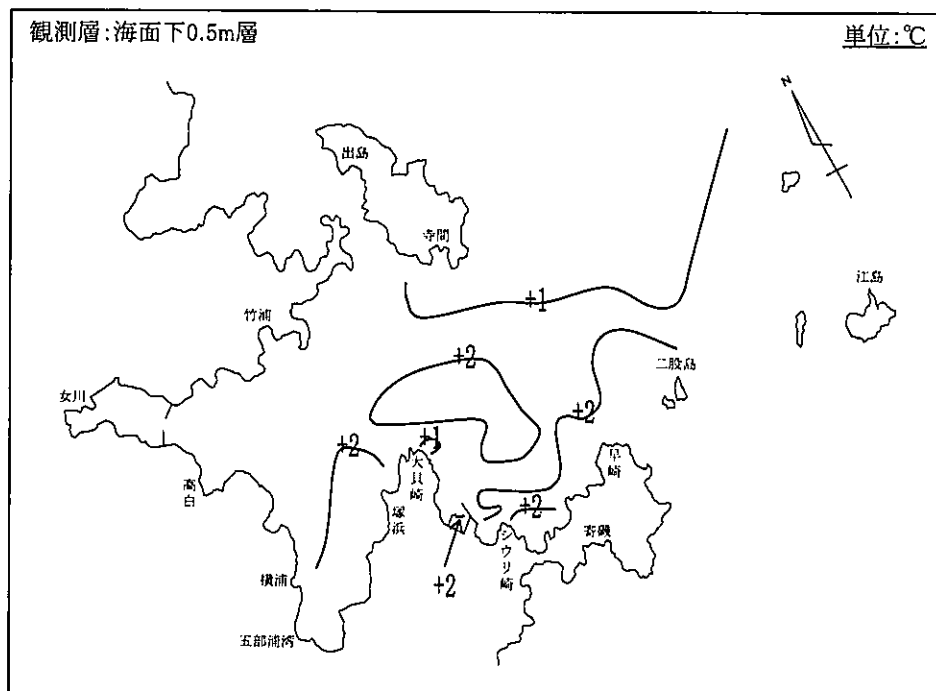 観測層:海面下0.5m層
単位:℃
N
出島
寺間
江島
+1
竹浦
+2
二股島
女川
+2
+2
+1
大貝崎
早崎
高白
塚浜
+2
寄磯
シウリ崎
横浦
+2
五部浦湾